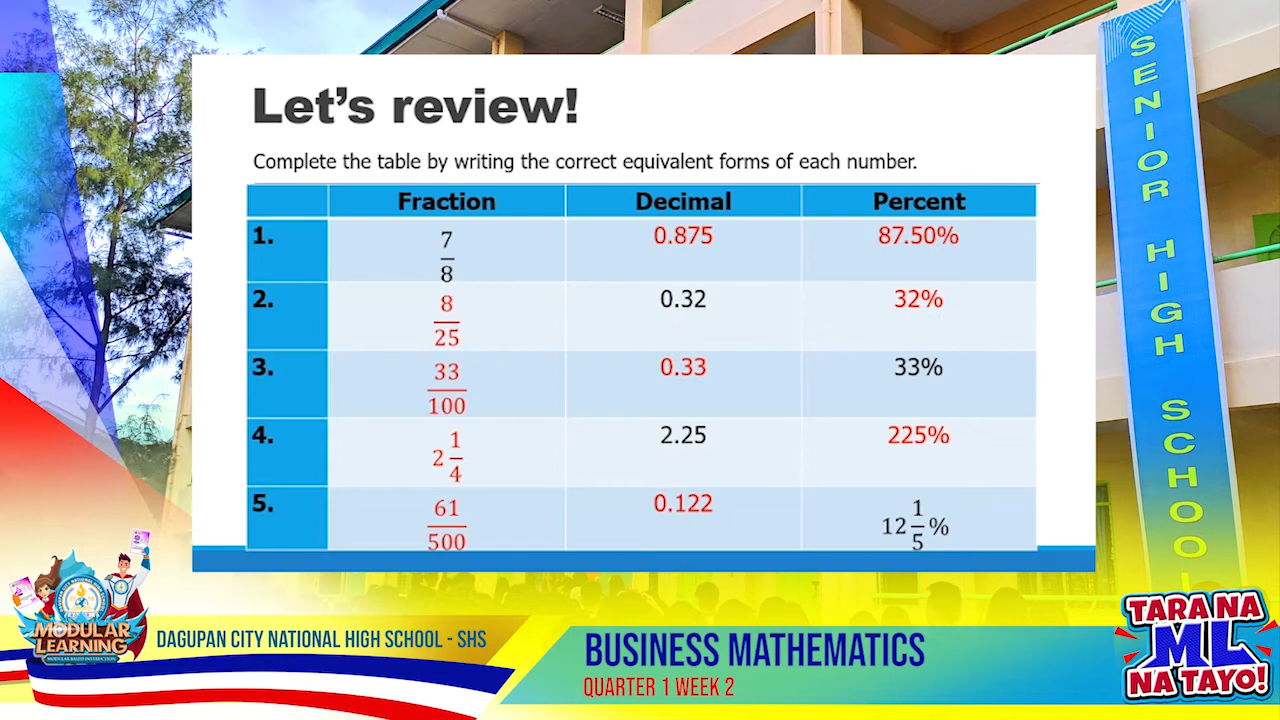 Let's review!
Complete the table by writing the correct equivalent forms of each number.
Fraction Decimal Percent
1. 7/8 0.875 87.50%
2. 8/25 0.32 32%
3. 33/100 0.33 33%
4. 2 1/4 2.25 225%
5. 61/500 0.122 12 1/5 %
SENIOR HIGH SCHOOL
MODULAR
LEARNING
DAGUPAN CITY NATIONAL HIGH SCHOOL - SHS
BUSINESS MATHEMATICS
QUARTER 1 WEEK 2
TARA NA
ML
NA TAYO!